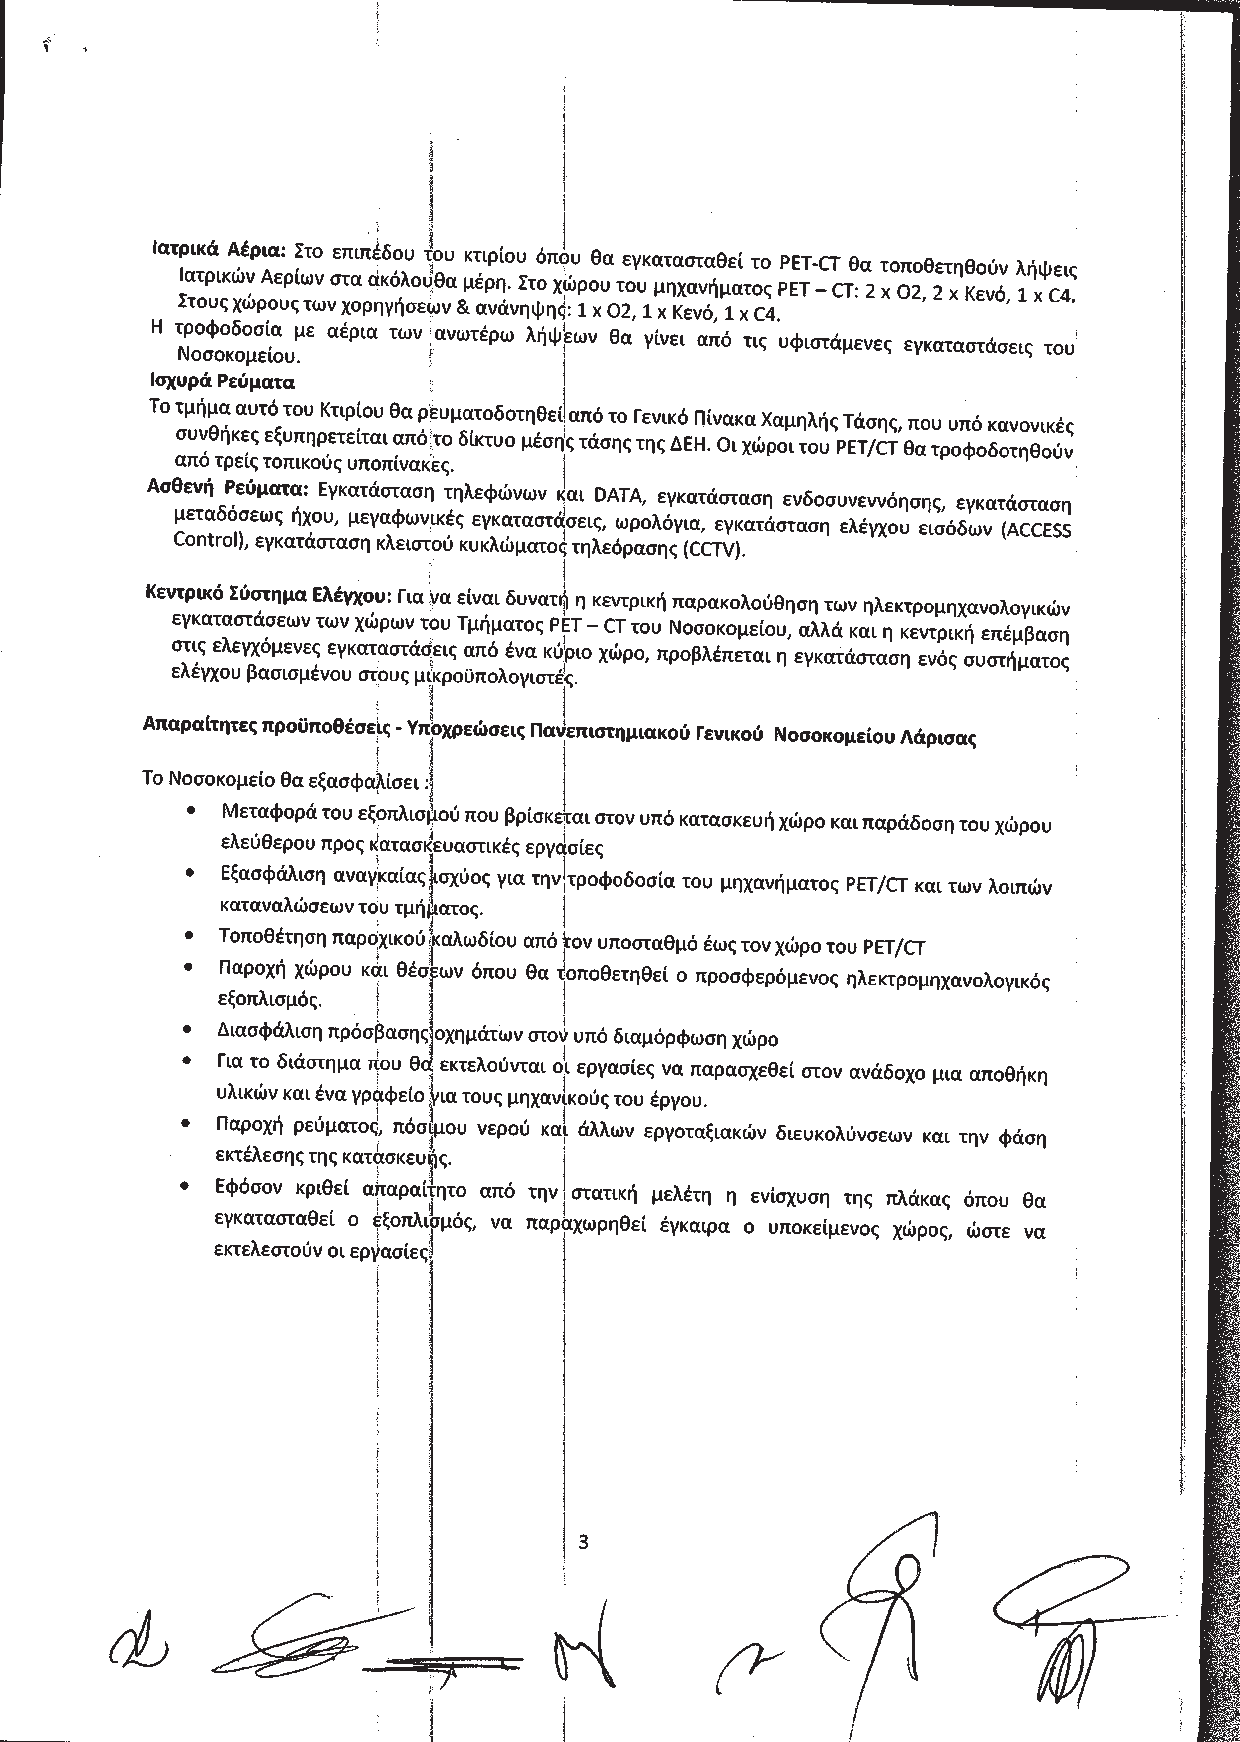 Ιατρικά Αέρια: Στο επιπέδου του κτιρίου όπου θα εγκατασταθεί το PET-CT θα τοποθετηθούν λήψεις
Ιατρικών Αερίων στα ακόλουθα μέρη. Στο χώρου του μηχανήματος PET – CT: 2 x O2, 2 x Κενό, 1 x C4.
Στους χώρους των χορηγήσεων & ανάνηψης: 1 x O2, 1 x Κενό, 1 x C4.
Η τροφοδοσία με αέρια των ανωτέρω λήψεων θα γίνει από τις υφιστάμενες εγκαταστάσεις του
Νοσοκομείου.
Ισχυρά Ρεύματα
Το τμήμα αυτό του Κτιρίου θα ρευματοδοτηθεί από το Γενικό Πίνακα Χαμηλής Τάσης, που υπό κανονικές
συνθήκες εξυπηρετείται από το δίκτυο μέσης τάσης της ΔΕΗ. Οι χώροι του PET/CT θα τροφοδοτηθούν
από τρείς τοπικούς υποπίνακες.
Ασθενή Ρεύματα: Εγκατάσταση τηλεφώνων και DATA, εγκατάσταση ενδοσυνεννόησης, εγκατάσταση
μεταδόσεως ήχου, μεγαφωνικές εγκαταστάσεις, ωρολόγια, εγκατάσταση ελέγχου εισόδων (ACCESS
Control), εγκατάσταση κλειστού κυκλώματος τηλεόρασης (CCTV).
Κεντρικό Σύστημα Ελέγχου: Για να είναι δυνατή η κεντρική παρακολούθηση των ηλεκτρομηχανολογικών
εγκαταστάσεων των χώρων του Τμήματος PET – CT του Νοσοκομείου, αλλά και η κεντρική επέμβαση
στις ελεγχόμενες εγκαταστάσεις από ένα κύριο χώρο, προβλέπεται η εγκατάσταση ενός συστήματος
ελέγχου βασισμένου στους μικροϋπολογιστές.
Απαραίτητες προϋποθέσεις - Υποχρεώσεις Πανεπιστημιακού Γενικού Νοσοκομείου Λάρισας
Το Νοσοκομείο θα εξασφαλίσει :
• Μεταφορά του εξοπλισμού που βρίσκεται στον υπό κατασκευή χώρο και παράδοση του χώρου
ελεύθερου προς κατασκευαστικές εργασίες
• Εξασφάλιση αναγκαίας ισχύος για την τροφοδοσία του μηχανήματος PET/CT και των λοιπών
καταναλώσεων του τμήματος.
• Τοποθέτηση παροχικού καλωδίου από τον υποσταθμό έως τον χώρο του PET/CT
• Παροχή χώρου και θέσεων όπου θα τοποθετηθεί ο προσφερόμενος ηλεκτρομηχανολογικός
εξοπλισμός.
• Διασφάλιση πρόσβασης οχημάτων στον υπό διαμόρφωση χώρο
• Για το διάστημα που θα εκτελούνται οι εργασίες να παρασχεθεί στον ανάδοχο μια αποθήκη
υλικών και ένα γραφείο για τους μηχανικούς του έργου.
• Παροχή ρεύματος, πόσιμου νερού και άλλων εργοταξιακών διευκολύνσεων και την φάση
εκτέλεσης της κατασκευής.
• Εφόσον κριθεί απαραίτητο από την στατική μελέτη η ενίσχυση της πλάκας όπου θα
εγκατασταθεί ο εξοπλισμός, να παραχωρηθεί έγκαιρα ο υποκείμενος χώρος, ώστε να
εκτελεστούν οι εργασίες
3